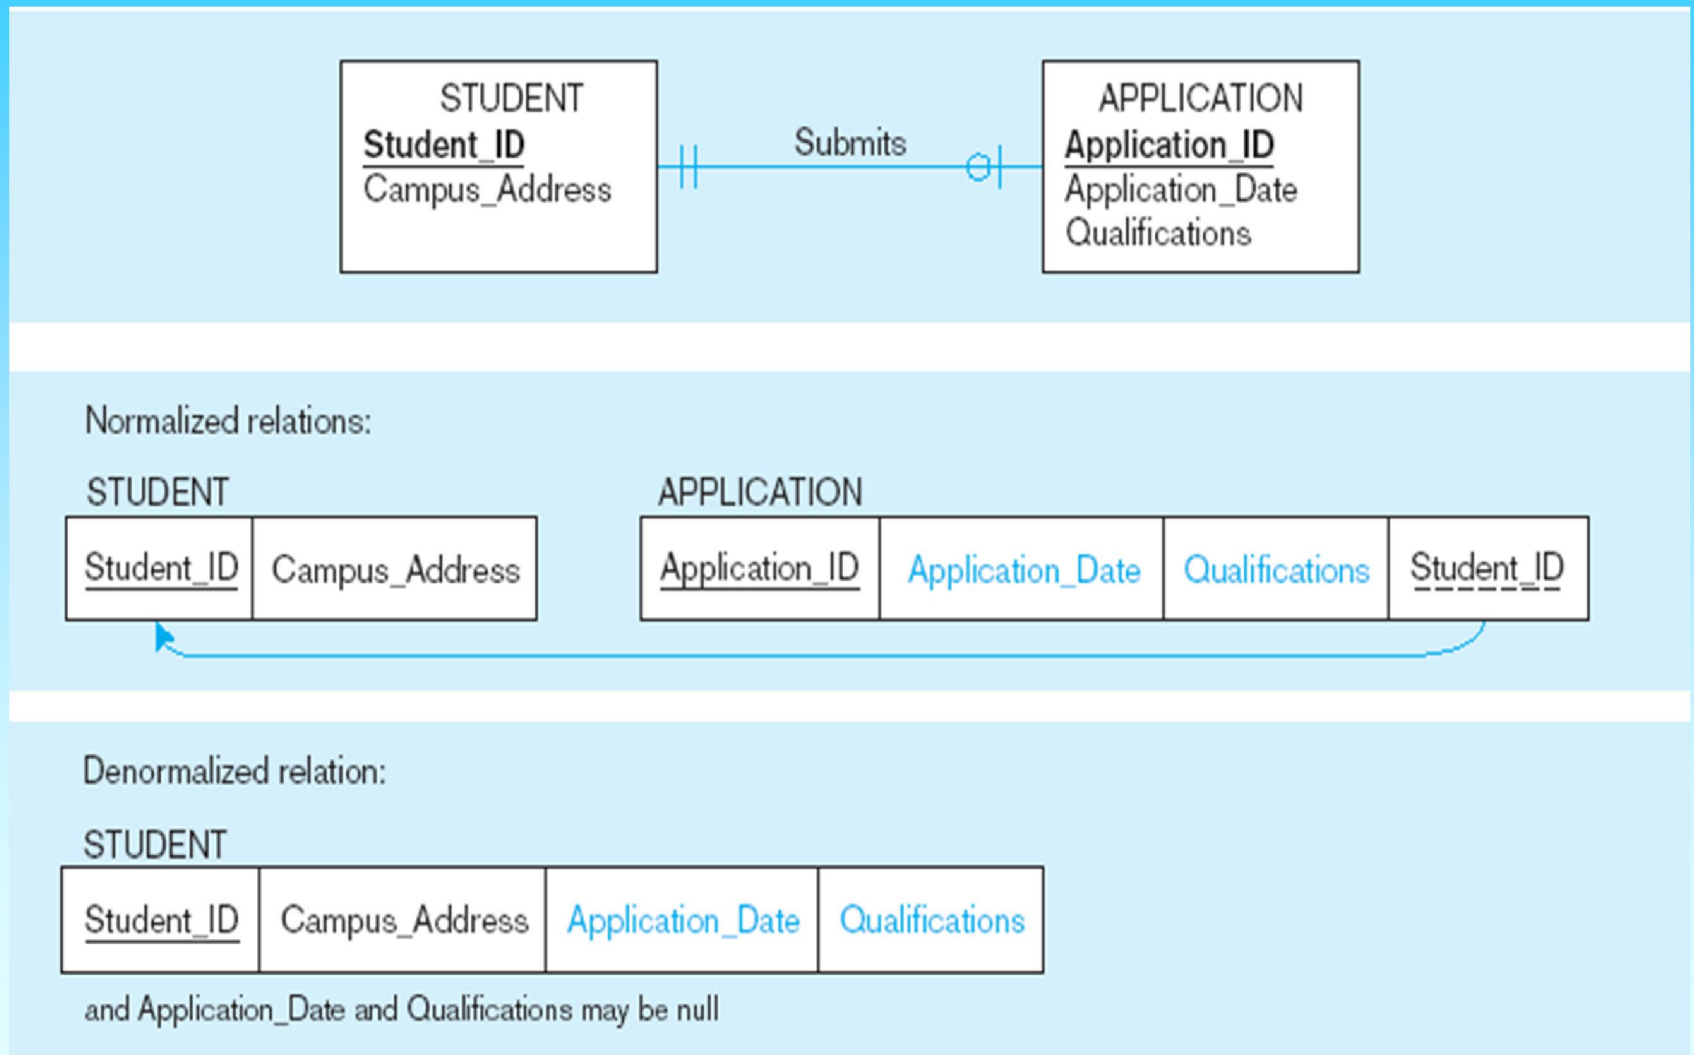 STUDENT
Student_ID
Campus_Address
Submits
APPLICATION
Application_ID
Application_Date
Qualifications
Normalized relations:
STUDENT
Student_ID Campus_Address
APPLICATION
Application_ID Application_Date Qualifications Student_ID
Denormalized relation:
STUDENT
Student_ID Campus_Address Application_Date Qualifications
and Application_Date and Qualifications may be null